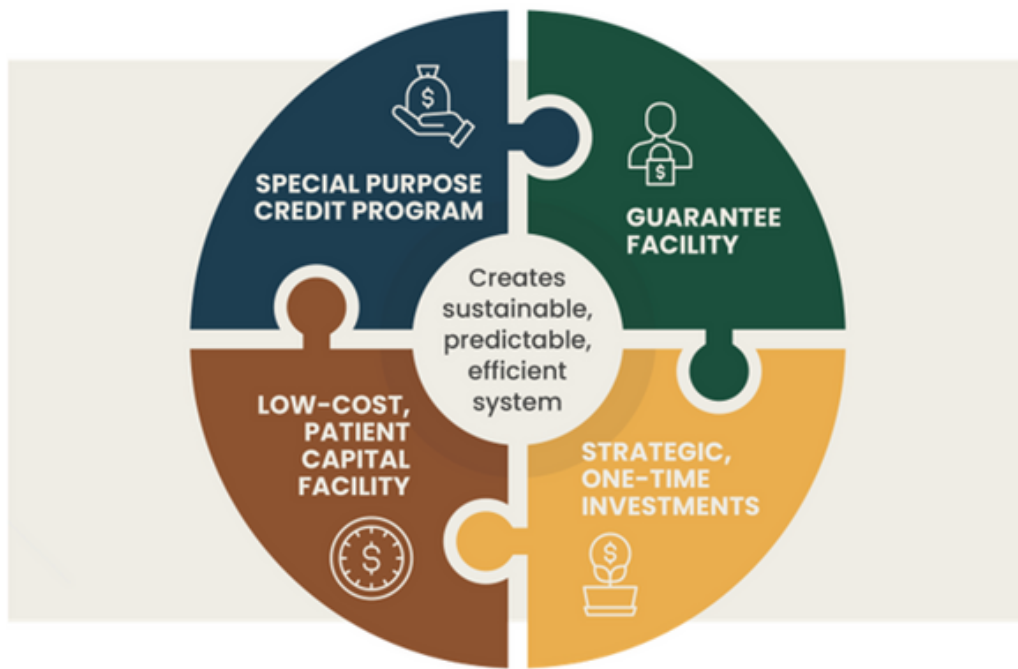 SPECIAL PURPOSE
CREDIT PROGRAM
$
GUARANTEE
FACILITY
$
Creates
sustainable,
predictable,
efficient
system
LOW-COST,
PATIENT
CAPITAL
FACILITY
$
STRATEGIC,
ONE-TIME
INVESTMENTS
$